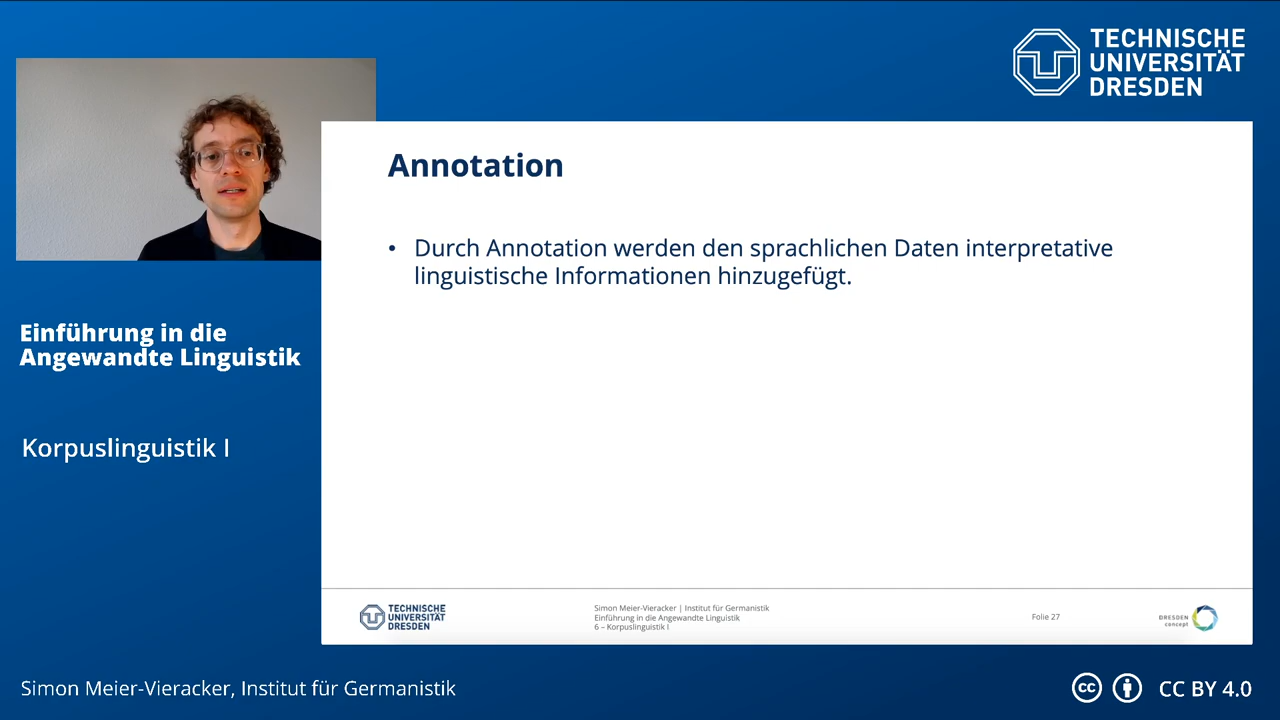 TECHNISCHE
UNIVERSITÄT
DRESDEN
Annotation
• Durch Annotation werden den sprachlichen Daten interpretative
linguistische Informationen hinzugefügt.
Einführung in die
Angewandte Linguistik
Korpuslinguistik I
TECHNISCHE
UNIVERSITÄT
DRESDEN
Simon Meier-Vieracker | Institut für Germanistik
Einführung in die Angewandte Linguistik
6 – Korpuslinguistik I
Folie 27
DRESDEN
concept
Simon Meier-Vieracker, Institut für Germanistik
cc
CC BY 4.0